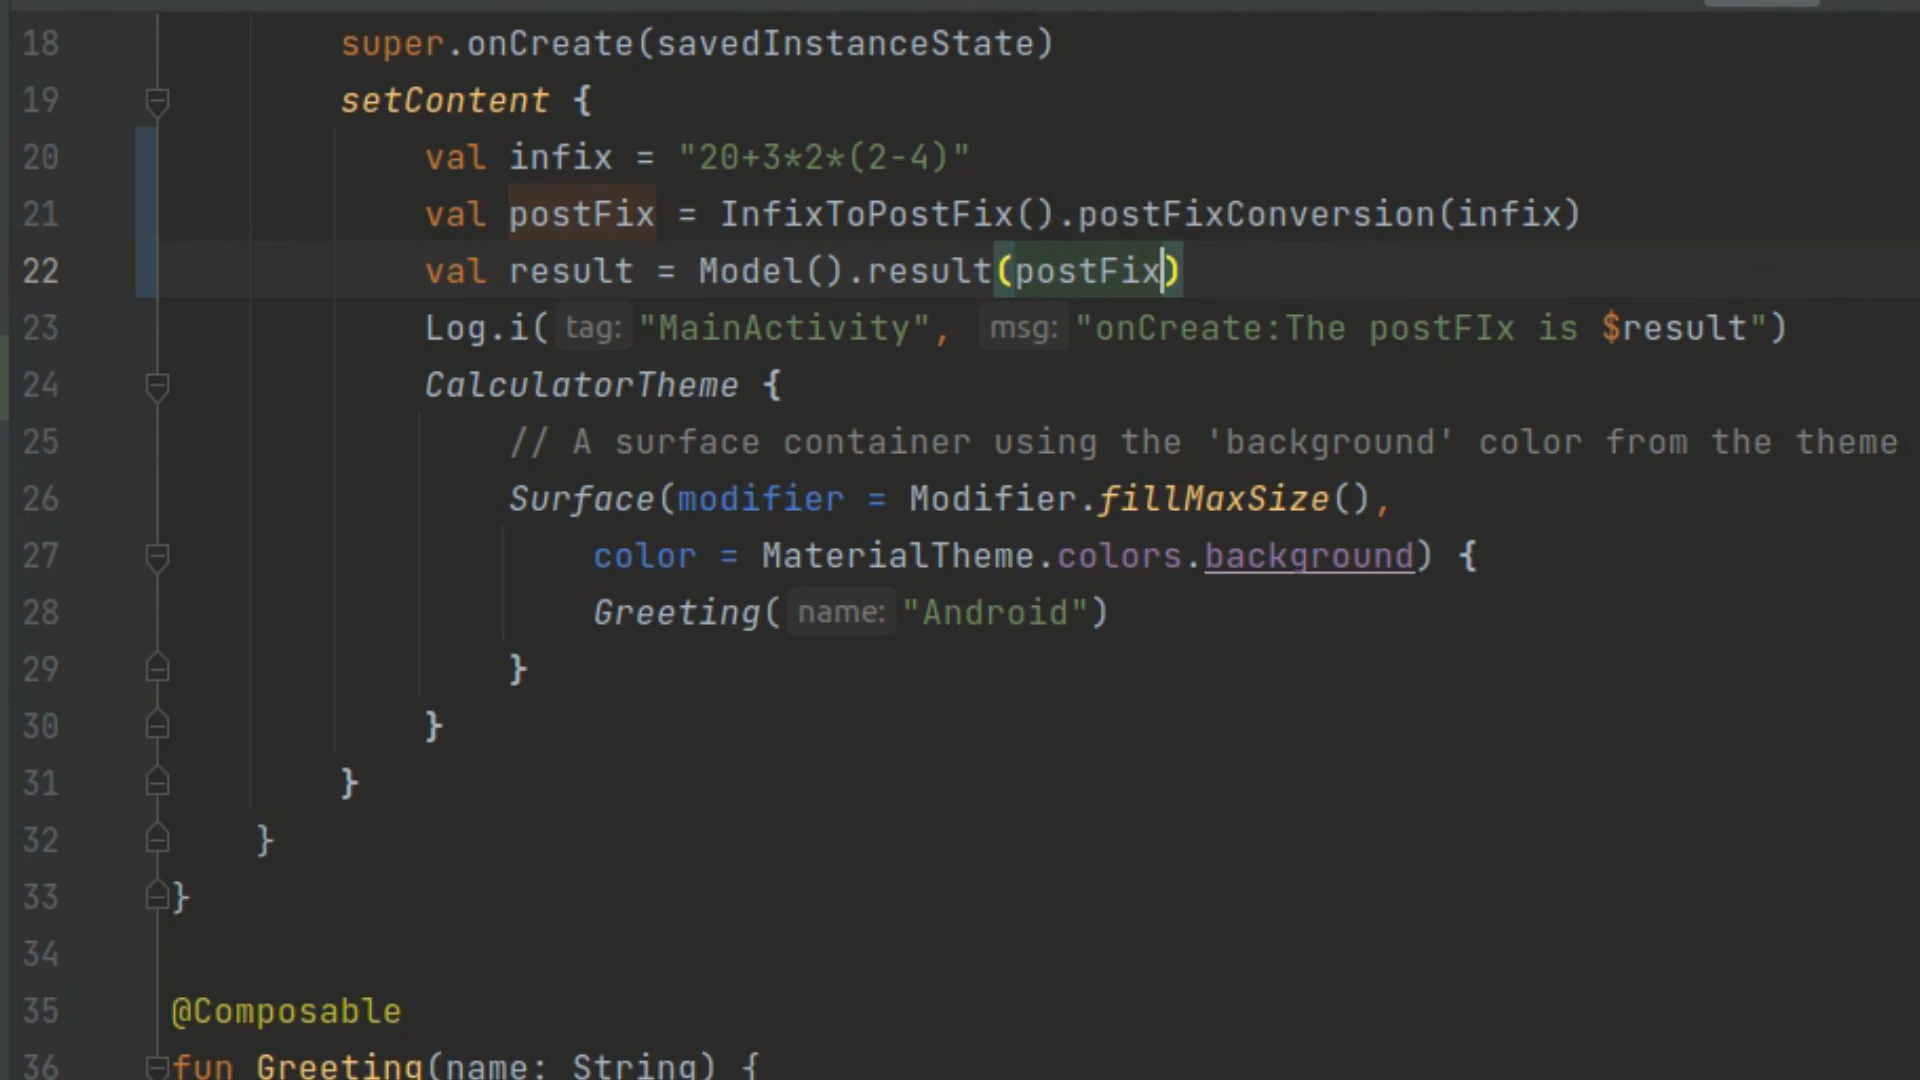 18 super.onCreate(savedInstanceState)
19 setContent {
20 val infix = "20+3*2*(2-4)"
21 val postFix = InfixToPostFix().postFixConversion(infix)
22 val result = Model().result(postFix)
23 Log.i( tag: "MainActivity", msg: "onCreate:The postFIx is $result")
24 CalculatorTheme {
25 // A surface container using the 'background' color from the theme
26 Surface(modifier = Modifier.fillMaxSize(),
27 color = MaterialTheme.colors.background) {
28 Greeting( name: "Android")
29 }
30 }
31 }
32 }
33 }
34
35 @Composable
36 fun Greeting(name: String) {